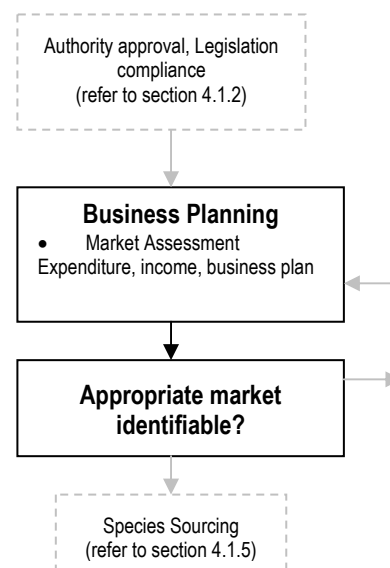 Authority approval, Legislation
compliance
(refer to section 4.1.2)
Business Planning
• Market Assessment
Expenditure, income, business plan
Appropriate market
identifiable?
Species Sourcing
(refer to section 4.1.5)